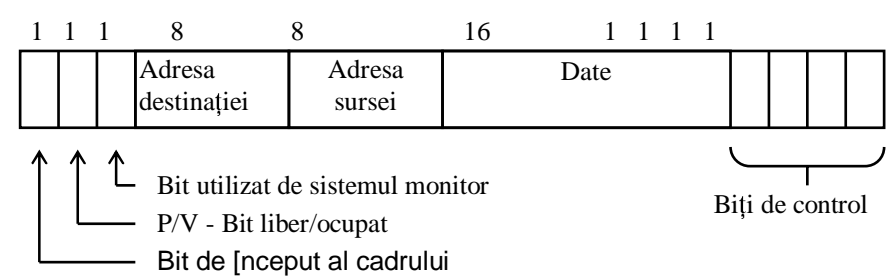 1 1 1 8 8 16 1 1 1 1
Adresa destinației
Adresa sursei
Date
Bit utilizat de sistemul monitor
P/V - Bit liber/ocupat
Bit de [nceput al cadrului
Biți de control